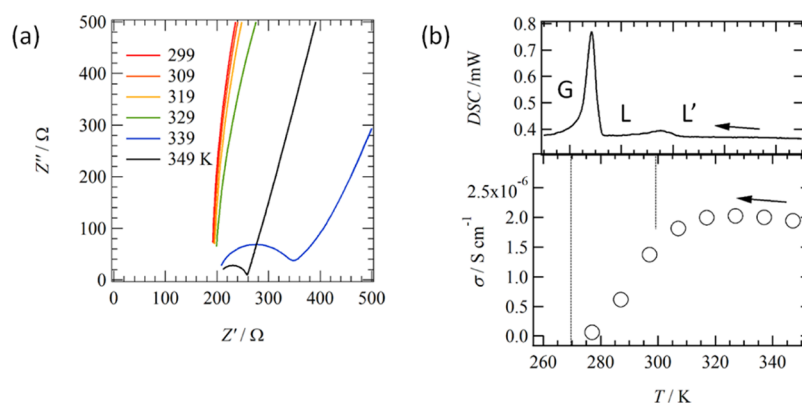 (a)
500
400
300
200
100
0
Z'' / Ω
299
309
319
329
339
349 K
0 100 200 300 400 500
Z' / Ω
(b)
0.8
0.7
0.6
0.5
0.4
DSC /mW
G L L'
2.5x10⁻⁶
2.0
1.5
1.0
0.5
0.0
σ / S cm⁻¹
260 280 300 320 340
T / K